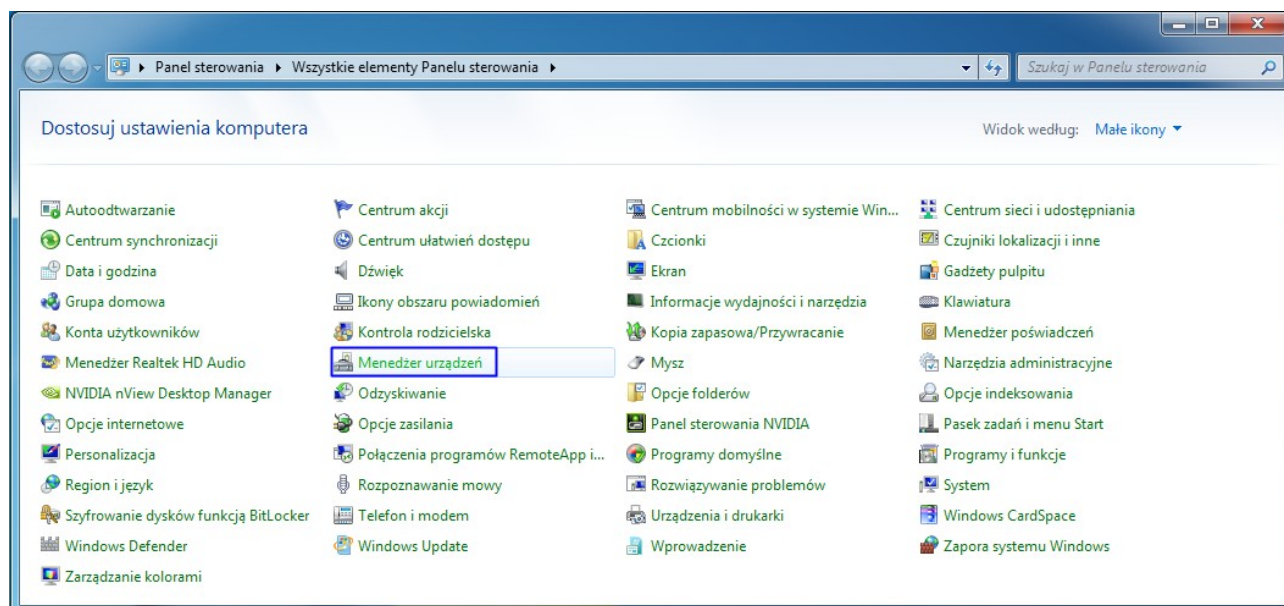 Panel sterowania Wszystkie elementy Panelu sterowania Szukaj w Panelu sterowania
Dostosuj ustawienia komputera Widok według: Małe ikony
Autoodtwarzanie Centrum akcji Centrum mobilności w systemie Win... Centrum sieci i udostępniania
Centrum synchronizacji Centrum ułatwień dostępu Czcionki Czujniki lokalizacji i inne
Data i godzina Dźwięk Ekran Gadżety pulpitu
Grupa domowa Ikony obszaru powiadomień Informacje wydajności i narzędzia Klawiatura
Konta użytkowników Kontrola rodzicielska Kopia zapasowa/Przywracanie Menedżer poświadczeń
Menedżer Realtek HD Audio Menedżer urządzeń Mysz Narzędzia administracyjne
NVIDIA nView Desktop Manager Odzyskiwanie Opcje folderów Opcje indeksowania
Opcje internetowe Opcje zasilania Panel sterowania NVIDIA Pasek zadań i menu Start
Personalizacja Połączenia programów RemoteApp i... Programy domyślne Programy i funkcje
Region i język Rozpoznawanie mowy Rozwiązywanie problemów System
Szyfrowanie dysków funkcją BitLocker Telefon i modem Urządzenia i drukarki Windows CardSpace
Windows Defender Windows Update Wprowadzenie Zapora systemu Windows
Zarządzanie kolorami